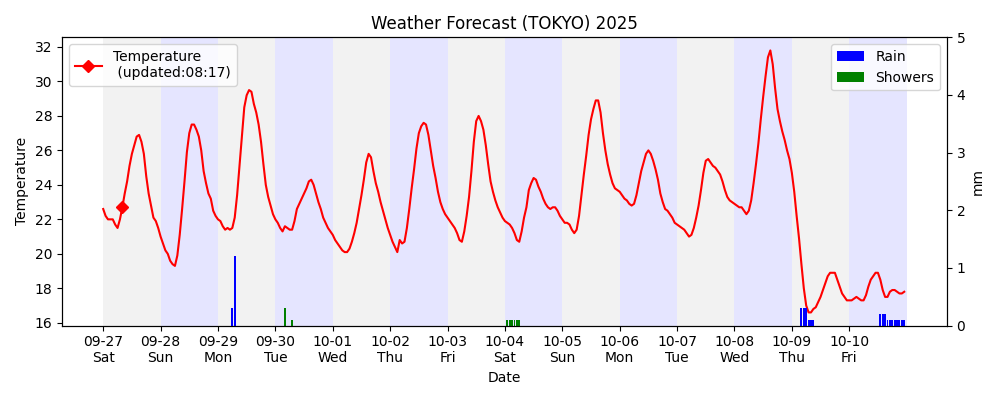 Weather Forecast (TOKYO) 2025
Temperature
(updated:08:17)
Rain
Showers
Temperature
32
30
28
26
24
22
20
18
16
5
4
3
2
1
0
mm
09-27 09-28 09-29 09-30 10-01 10-02 10-03 10-04 10-05 10-06 10-07 10-08 10-09 10-10
Sat Sun Mon Tue Wed Thu Fri Sat Sun Mon Tue Wed Thu Fri
Date